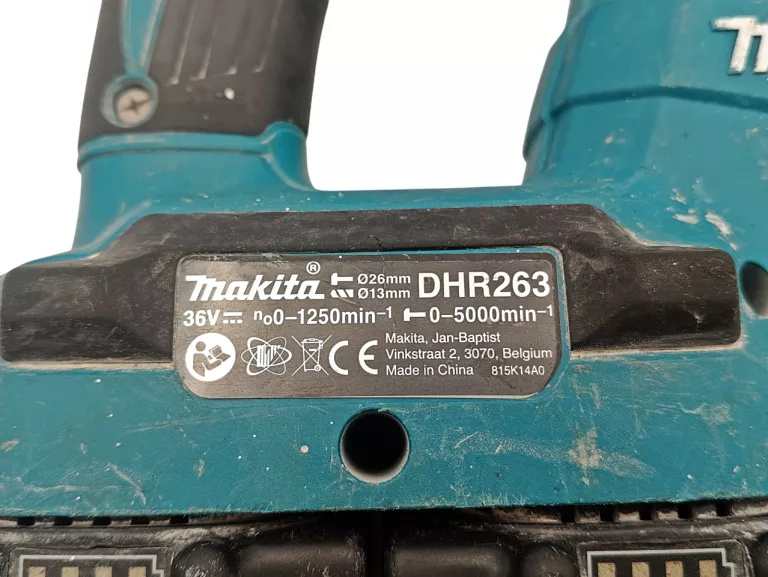 makita® Ø26mm DHR263
Ø13mm
36V n₀0–1250min⁻¹ 0–5000min⁻¹
Makita, Jan-Baptist
Vinkstraat 2, 3070, Belgium
CE Made in China 815K14A0